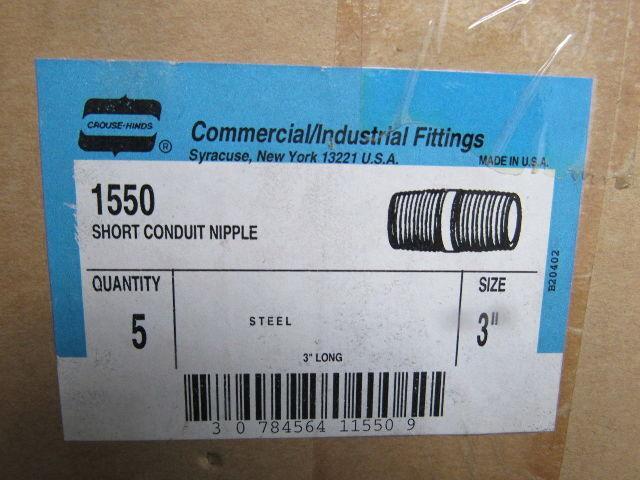 CROUSE-HINDS
®
Commercial/Industrial Fittings
Syracuse, New York 13221 U.S.A.
MADE IN U.S.A.
1550
SHORT CONDUIT NIPPLE
B20402
QUANTITY
SIZE
5
STEEL
3"
3" LONG
3 0 784564 11550 9